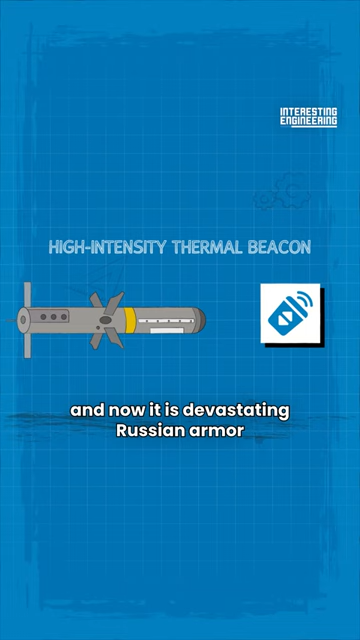 INTERESTING
ENGINEERING
HIGH-INTENSITY THERMAL BEACON
and now it is devastating
Russian armor